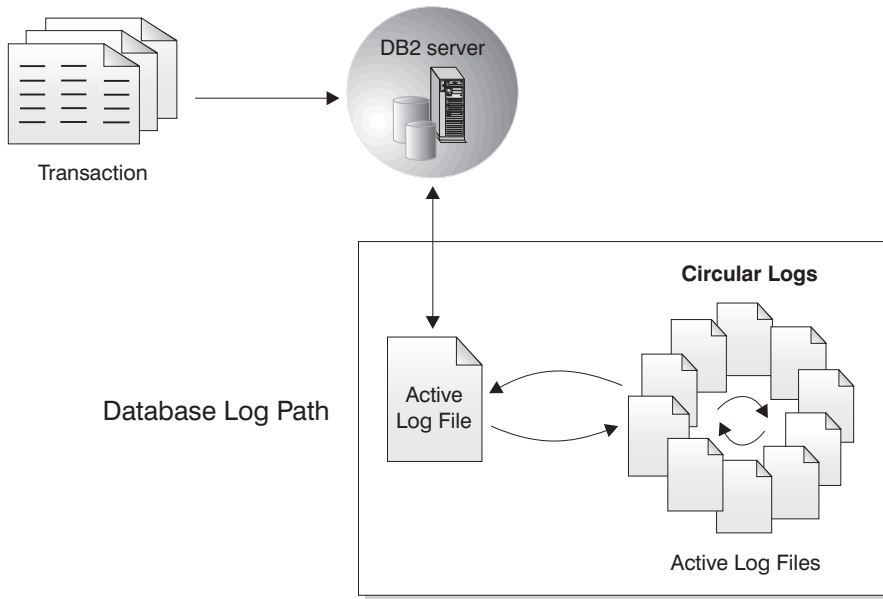 DB2 server
Transaction
Circular Logs
Active
Log File
Database Log Path
Active Log Files